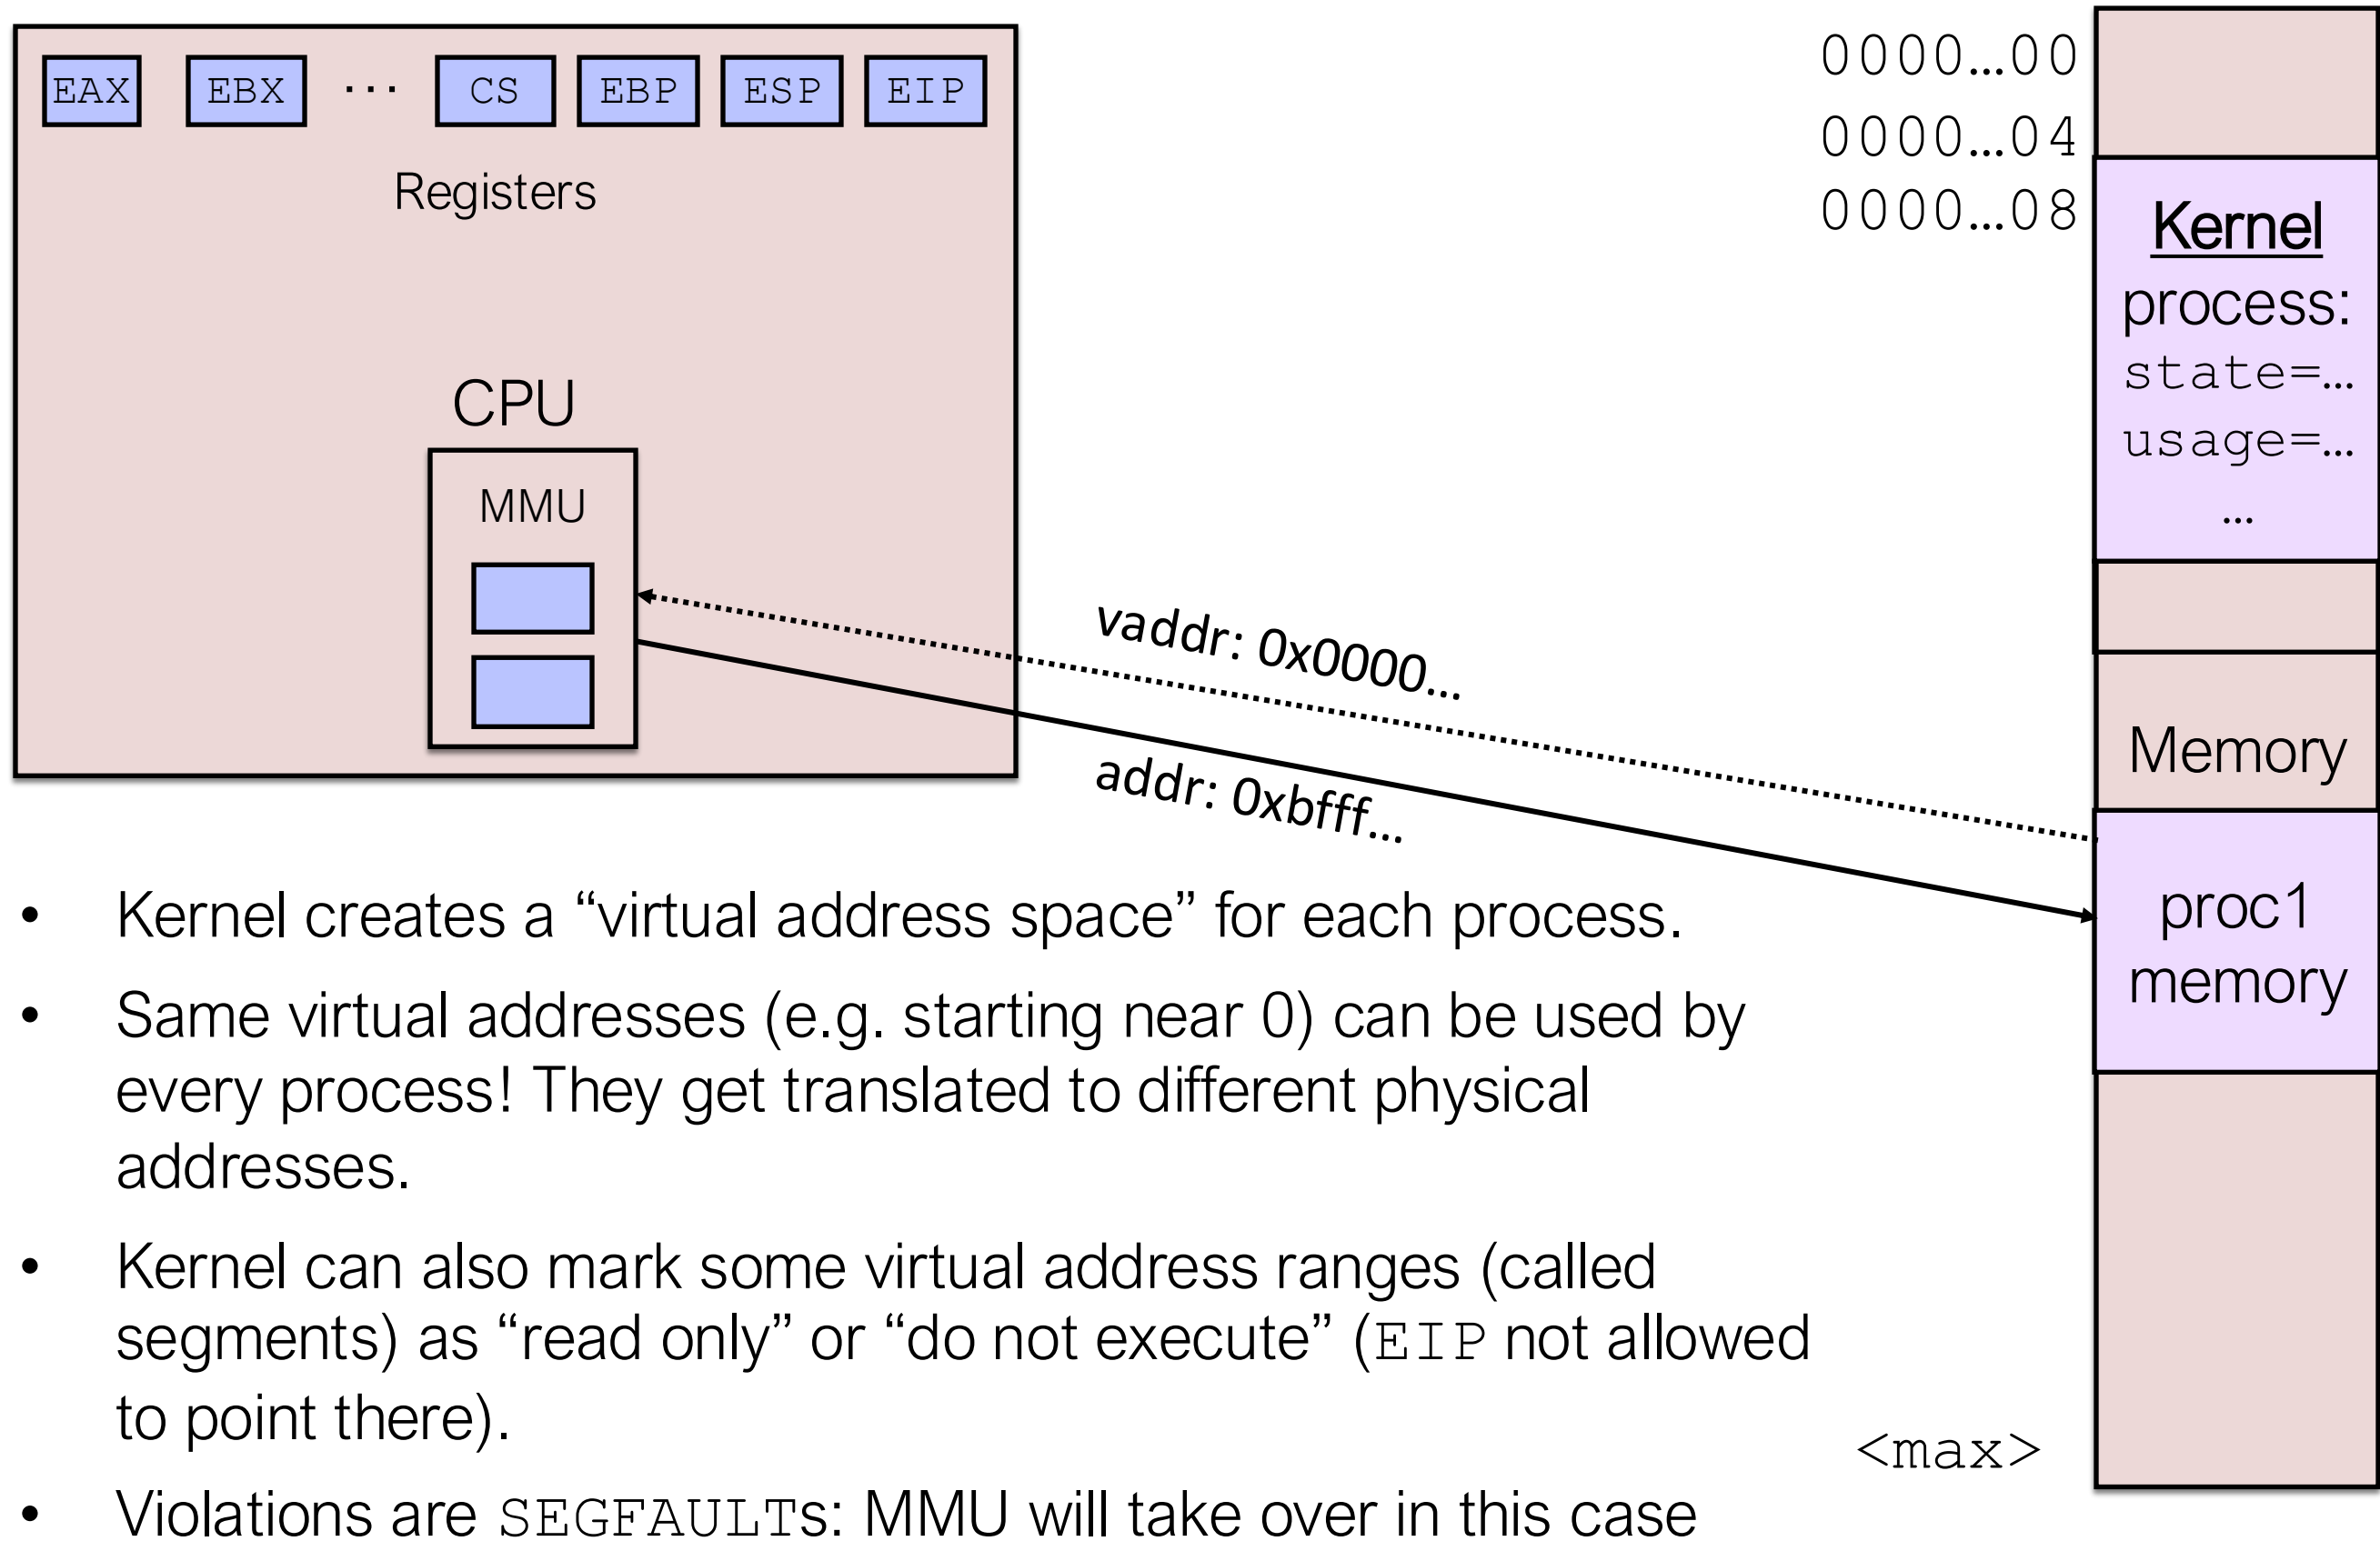 EAX EBX ... CS EBP ESP EIP
Registers
CPU
MMU
0000…00
0000…04
0000…08
Kernel
process:
state=…
usage=…
…
vaddr: 0x0000…
addr: 0xbfff…
Memory
proc1
memory
<max>
• Kernel creates a “virtual address space” for each process.
• Same virtual addresses (e.g. starting near 0) can be used by
every process! They get translated to different physical
addresses.
• Kernel can also mark some virtual address ranges (called
segments) as “read only” or “do not execute” (EIP not allowed
to point there).
• Violations are SEGFAULTs: MMU will take over in this case